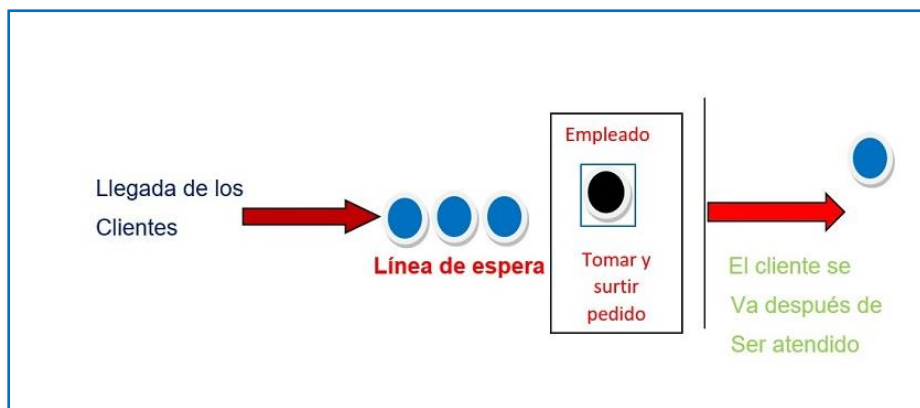 Llegada de los
Clientes
Línea de espera
Empleado
Tomar y
surtir
pedido
El cliente se
Va después de
Ser atendido